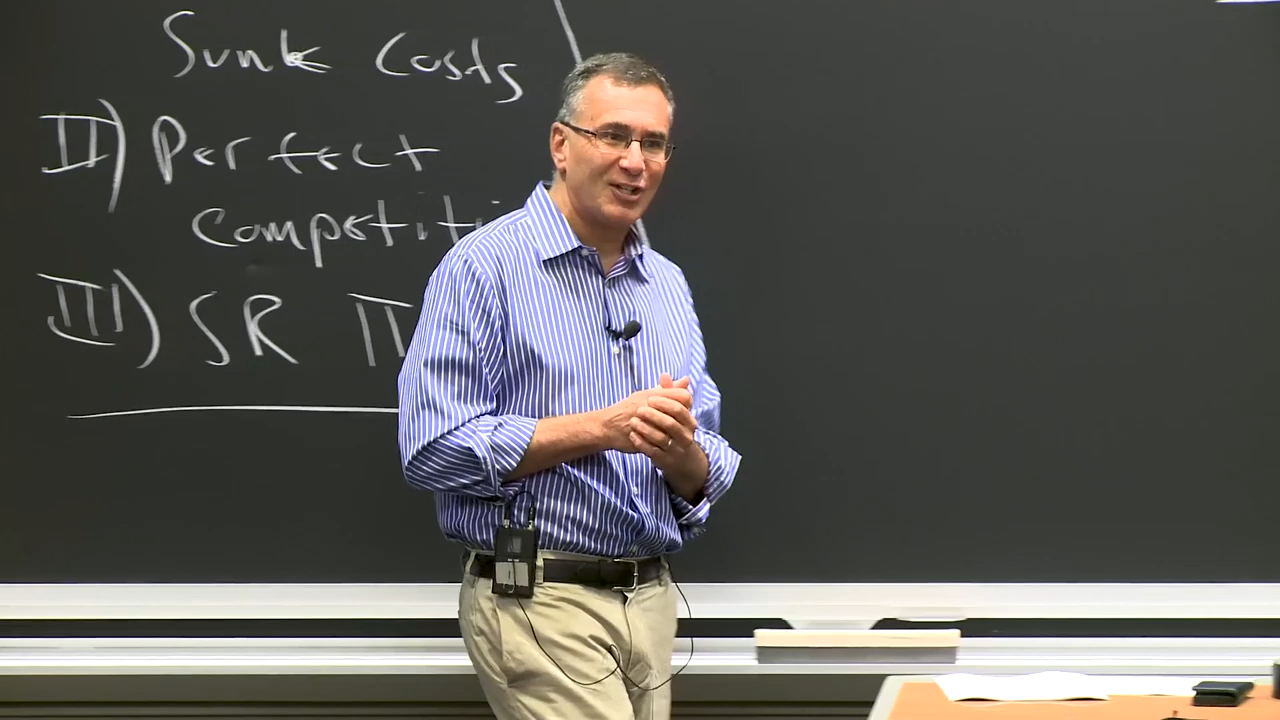 Sunk Costs
II) Perfect
Competiti
III) SR Π